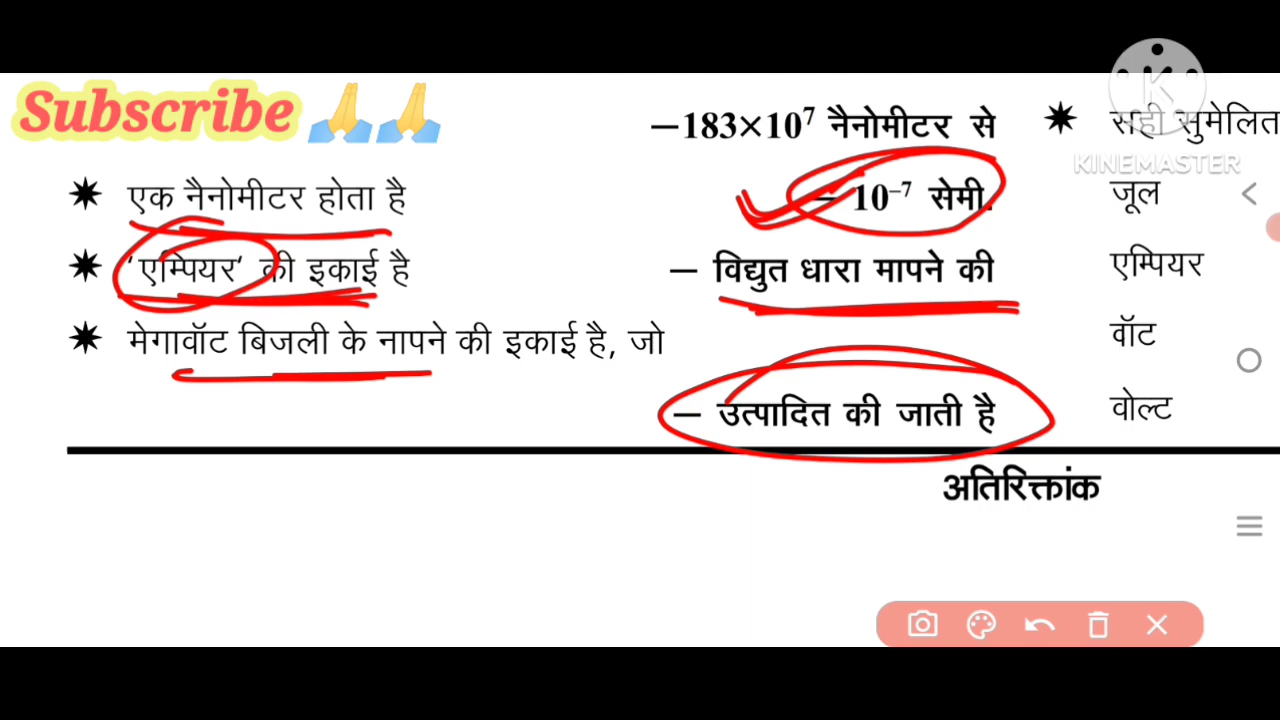 Subscribe
KINEMASTER
–183×10⁷ नैनोमीटर से
✷ एक नैनोमीटर होता है – 10⁻⁷ सेमी.
✷ 'एम्पियर' की इकाई है – विद्युत धारा मापने की
✷ मेगावॉट बिजली के नापने की इकाई है, जो
– उत्पादित की जाती है
✷ सही सुमेलित
जूल
एम्पियर
वॉट
वोल्ट
अतिरिक्तांक